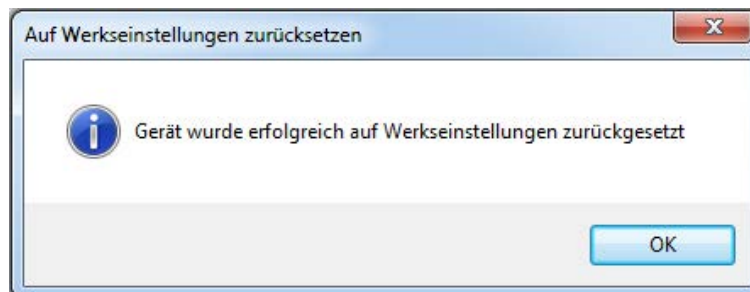 Auf Werkseinstellungen zurücksetzen
Gerät wurde erfolgreich auf Werkseinstellungen zurückgesetzt
OK